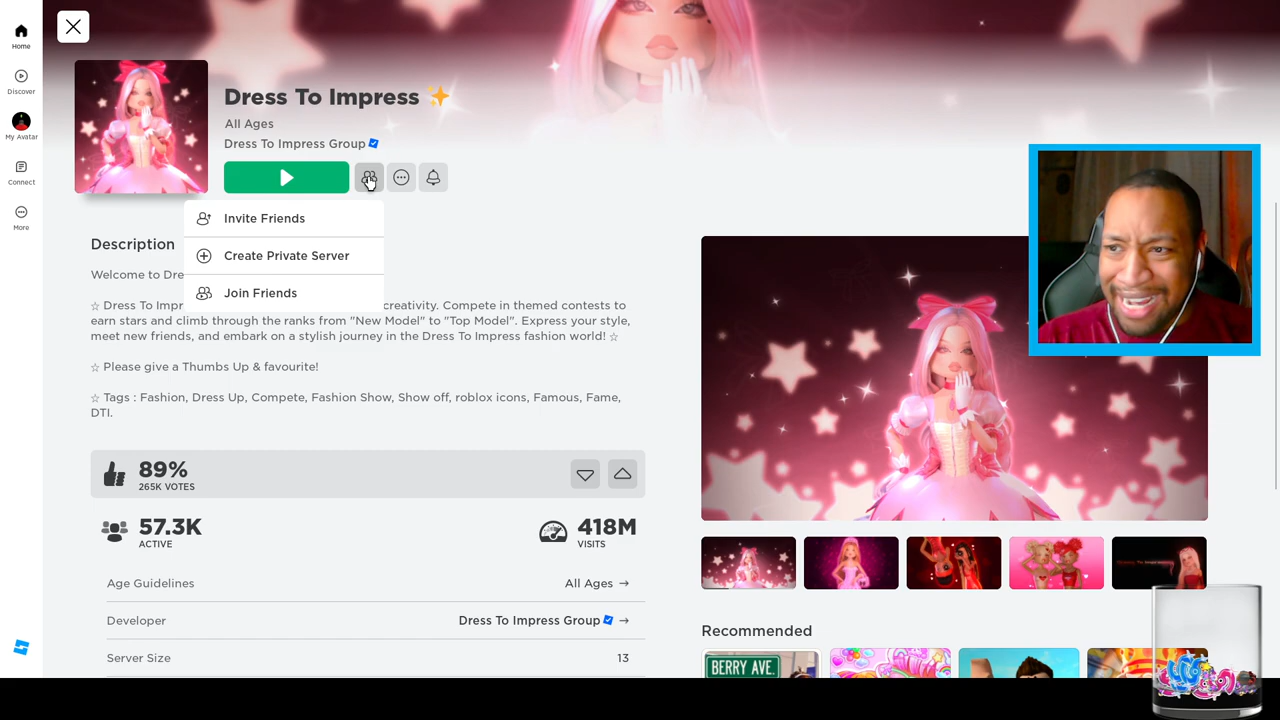 Home
Discover
My Avatar
Connect
More
Dress To Impress ✨
All Ages
Dress To Impress Group
Invite Friends
Create Private Server
Join Friends
Description
Welcome to Dre
☆ Dress To Impr creativity. Compete in themed contests to
earn stars and climb through the ranks from "New Model" to "Top Model". Express your style,
meet new friends, and embark on a stylish journey in the Dress To Impress fashion world! ☆
☆ Please give a Thumbs Up & favourite!
☆ Tags : Fashion, Dress Up, Compete, Fashion Show, Show off, roblox icons, Famous, Fame,
DTI.
89%
265K VOTES
57.3K
ACTIVE
418M
VISITS
Age Guidelines All Ages →
Developer Dress To Impress Group →
Server Size 13
Recommended
BERRY AVE.